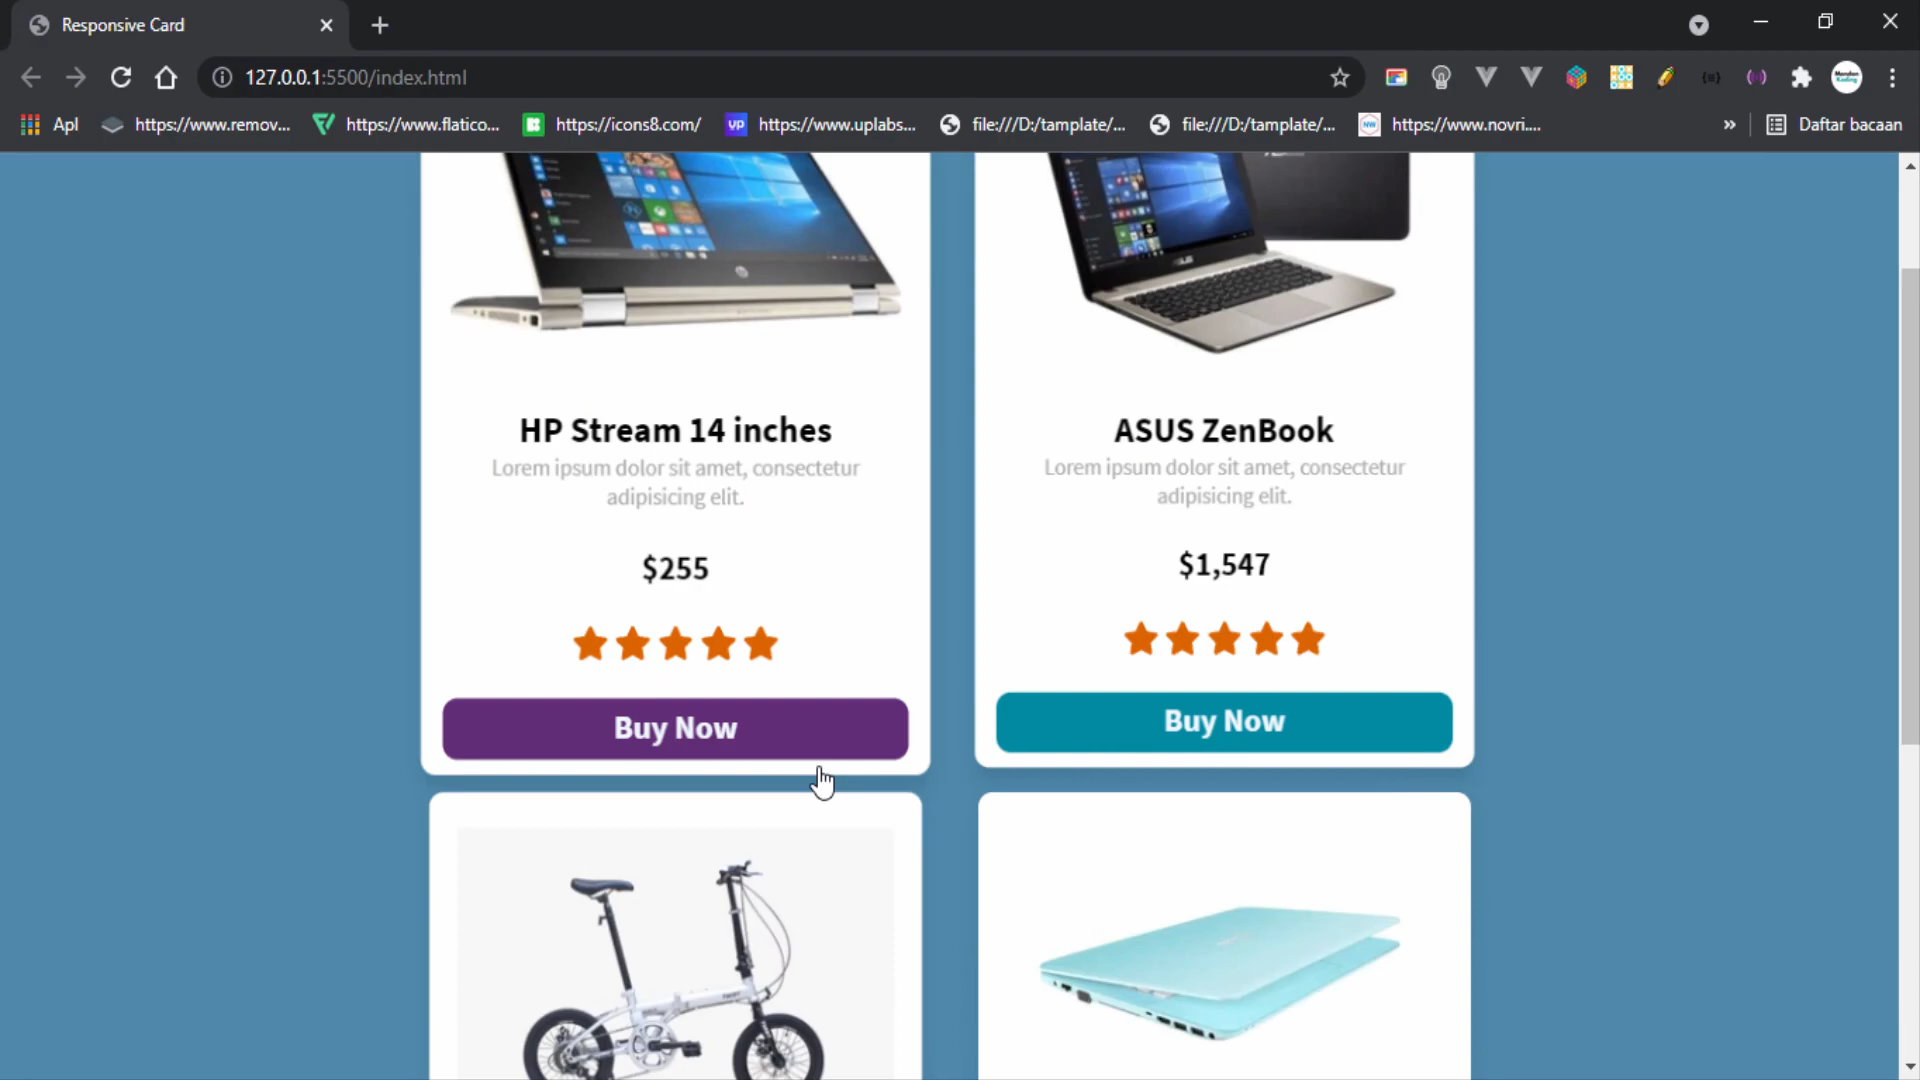 Responsive Card
127.0.0.1:5500/index.html
Apl
https://www.remov...
https://www.flatico...
https://icons8.com/
up
https://www.uplabs...
file:///D:/tamplate/...
file:///D:/tamplate/...
NW
https://www.novri....
»
Daftar bacaan
ASUS
HP Stream 14 inches
Lorem ipsum dolor sit amet, consectetur
adipisicing elit.
$255
Buy Now
ASUS ZenBook
Lorem ipsum dolor sit amet, consectetur
adipisicing elit.
$1,547
Buy Now